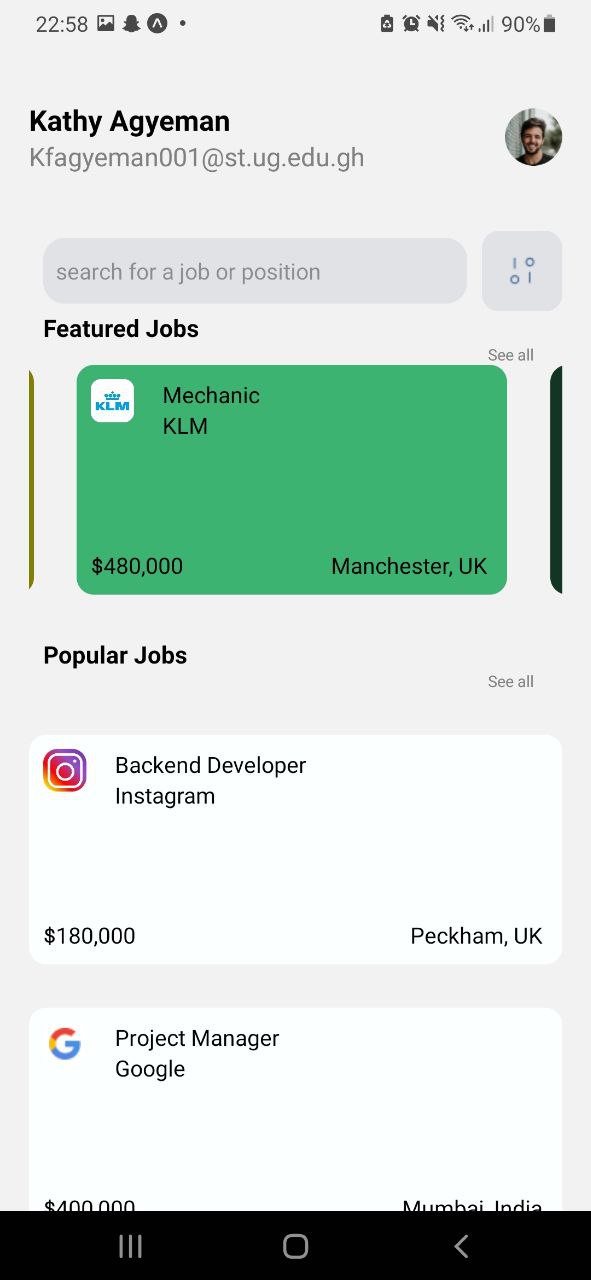 22:58 90%
Kathy Agyeman
Kfagyeman001@st.ug.edu.gh
search for a job or position
Featured Jobs
See all
KLM
Mechanic
KLM
$480,000 Manchester, UK
Popular Jobs
See all
Backend Developer
Instagram
$180,000 Peckham, UK
Project Manager
Google
$400,000 Mumbai, India